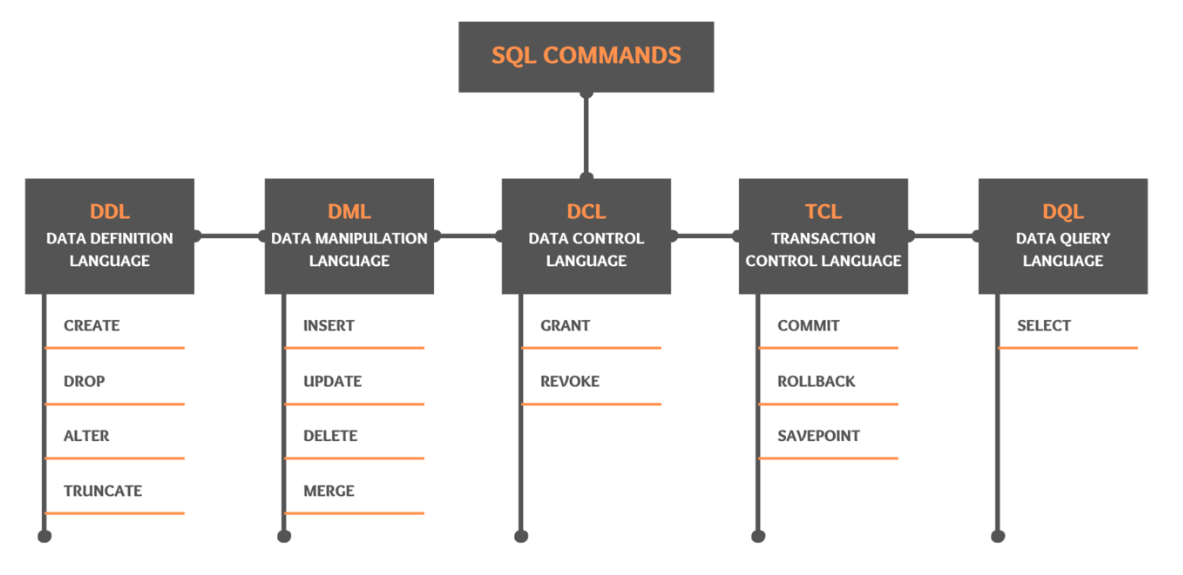 SQL COMMANDS
DDL
DATA DEFINITION
LANGUAGE
CREATE
DROP
ALTER
TRUNCATE
DML
DATA MANIPULATION
LANGUAGE
INSERT
UPDATE
DELETE
MERGE
DCL
DATA CONTROL
LANGUAGE
GRANT
REVOKE
TCL
TRANSACTION
CONTROL LANGUAGE
COMMIT
ROLLBACK
SAVEPOINT
DQL
DATA QUERY
LANGUAGE
SELECT